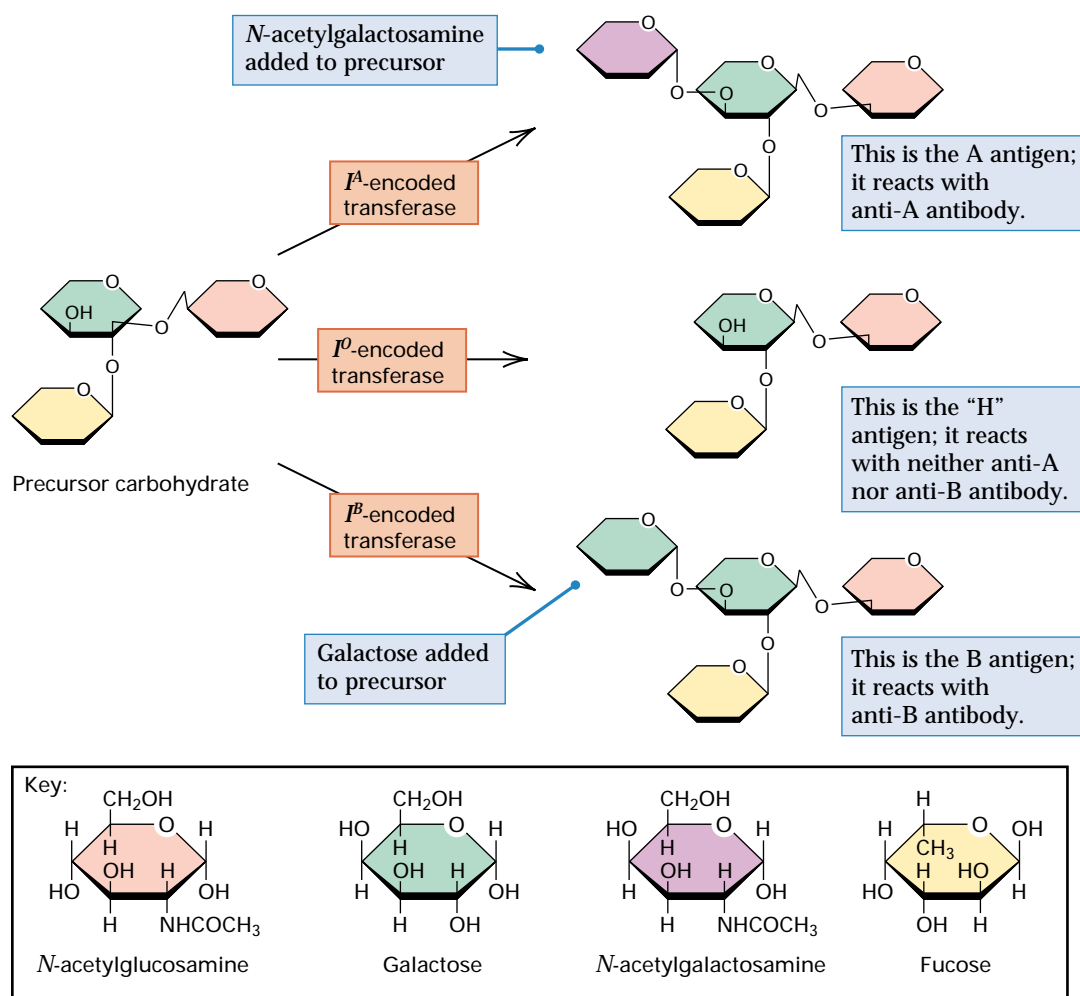 N-acetylgalactosamine
added to precursor
O
O
O
O
O
O
O
O
This is the A antigen;
it reacts with
anti-A antibody.
I^A-encoded
transferase
O
O
OH
O
O
O
Precursor carbohydrate
I^O-encoded
transferase
O
O
OH
O
O
O
This is the “H”
antigen; it reacts
with neither anti-A
nor anti-B antibody.
I^B-encoded
transferase
O
O
O
O
O
O
O
O
Galactose added
to precursor
This is the B antigen;
it reacts with
anti-B antibody.
Key:
CH₂OH
H
O
H
H
OH
H
HO
OH
H
NHCOCH₃
N-acetylglucosamine
CH₂OH
HO
O
H
H
OH
H
H
OH
H
OH
Galactose
CH₂OH
HO
O
H
H
OH
H
H
OH
H
NHCOCH₃
N-acetylgalactosamine
H
H
O
OH
CH₃
H
HO
HO
H
OH
H
Fucose